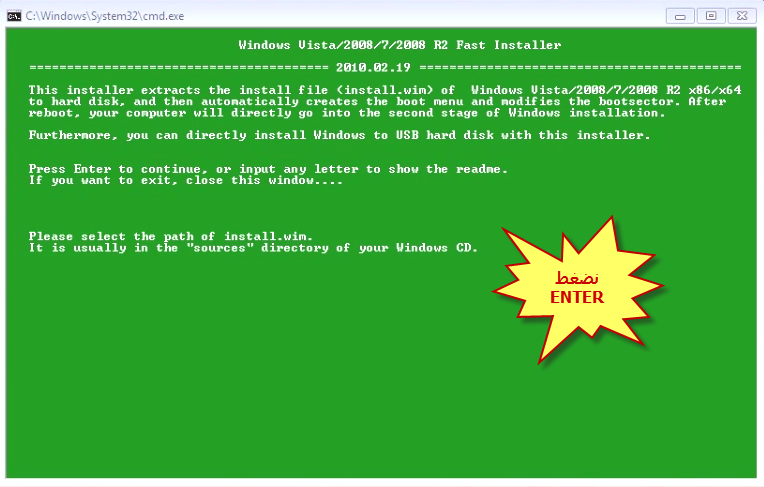 C:\Windows\System32\cmd.exe
Windows Vista/2008/7/2008 R2 Fast Installer
======================================== 2010.02.19 ===========================================
This installer extracts the install file (install.wim) of  Windows Vista/2008/7/2008 R2 x86/x64
to hard disk, and then automatically creates the boot menu and modifies the bootsector. After
reboot, your computer will directly go into the second stage of Windows installation.
Furthermore, you can directly install Windows to USB hard disk with this installer.
Press Enter to continue, or input any letter to show the readme.
If you want to exit, close this window....
Please select the path of install.wim.
It is usually in the "sources" directory of your Windows CD.
نضغط
ENTER